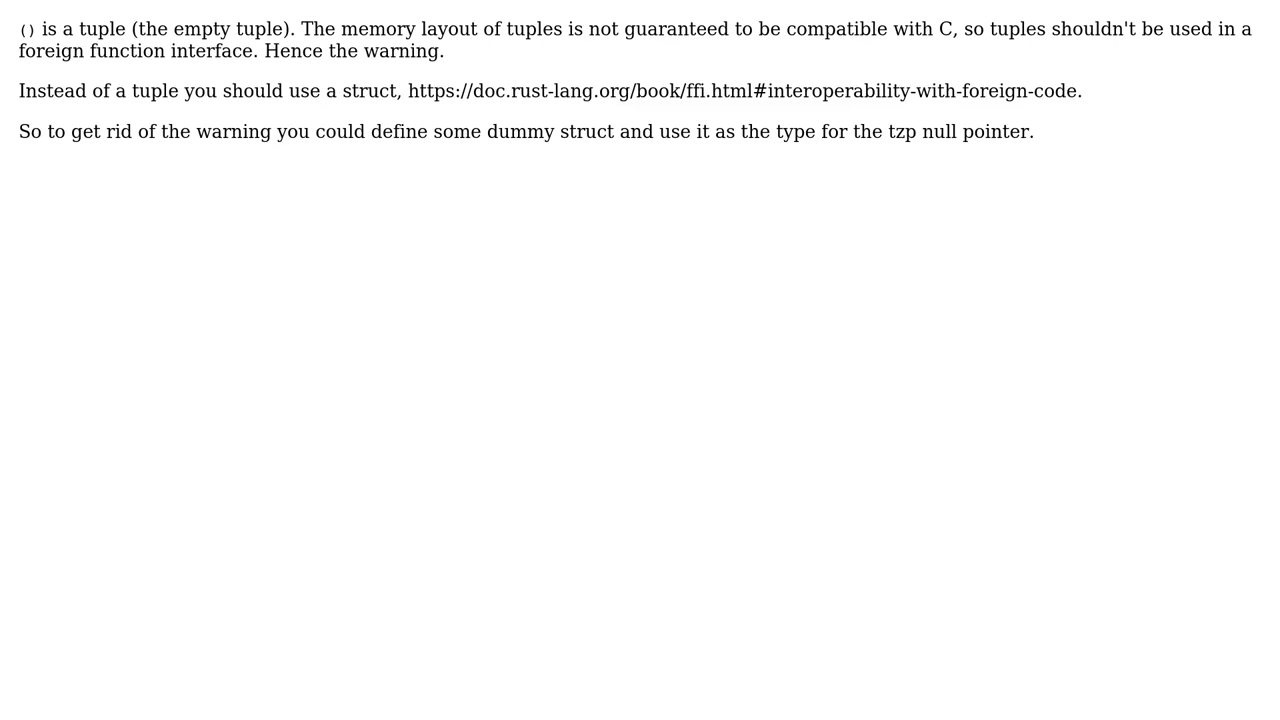 () is a tuple (the empty tuple). The memory layout of tuples is not guaranteed to be compatible with C, so tuples shouldn't be used in a
foreign function interface. Hence the warning.
Instead of a tuple you should use a struct, https://doc.rust-lang.org/book/ffi.html#interoperability-with-foreign-code.
So to get rid of the warning you could define some dummy struct and use it as the type for the tzp null pointer.